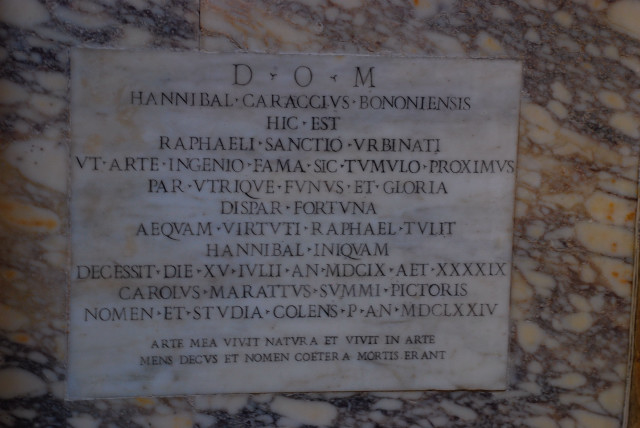 D · O · M
HANNIBAL · CARACCIVS · BONONIENSIS
HIC · EST
RAPHAELI · SANCTIO · VRBINATI
VT · ARTE · INGENIO · FAMA · SIC · TVMVLO · PROXIMVS
PAR · VTRIQVE · FVNVS · ET · GLORIA
DISPAR · FORTVNA
AEQVAM · VIRTVTI · RAPHAEL · TVLIT
HANNIBAL · INIQVAM
DECESSIT · DIE · XV · IVLII · AN · MDCIX · AET · XXXXIX
CAROLVS · MARATTVS · SVMMI · PICTORIS
NOMEN · ET · STVDIA · COLENS · P · AN · MDCLXXIV
ARTE MEA VIVIT NATVRA ET VIVIT IN ARTE
MENS DECVS ET NOMEN COETERA MORTIS ERANT